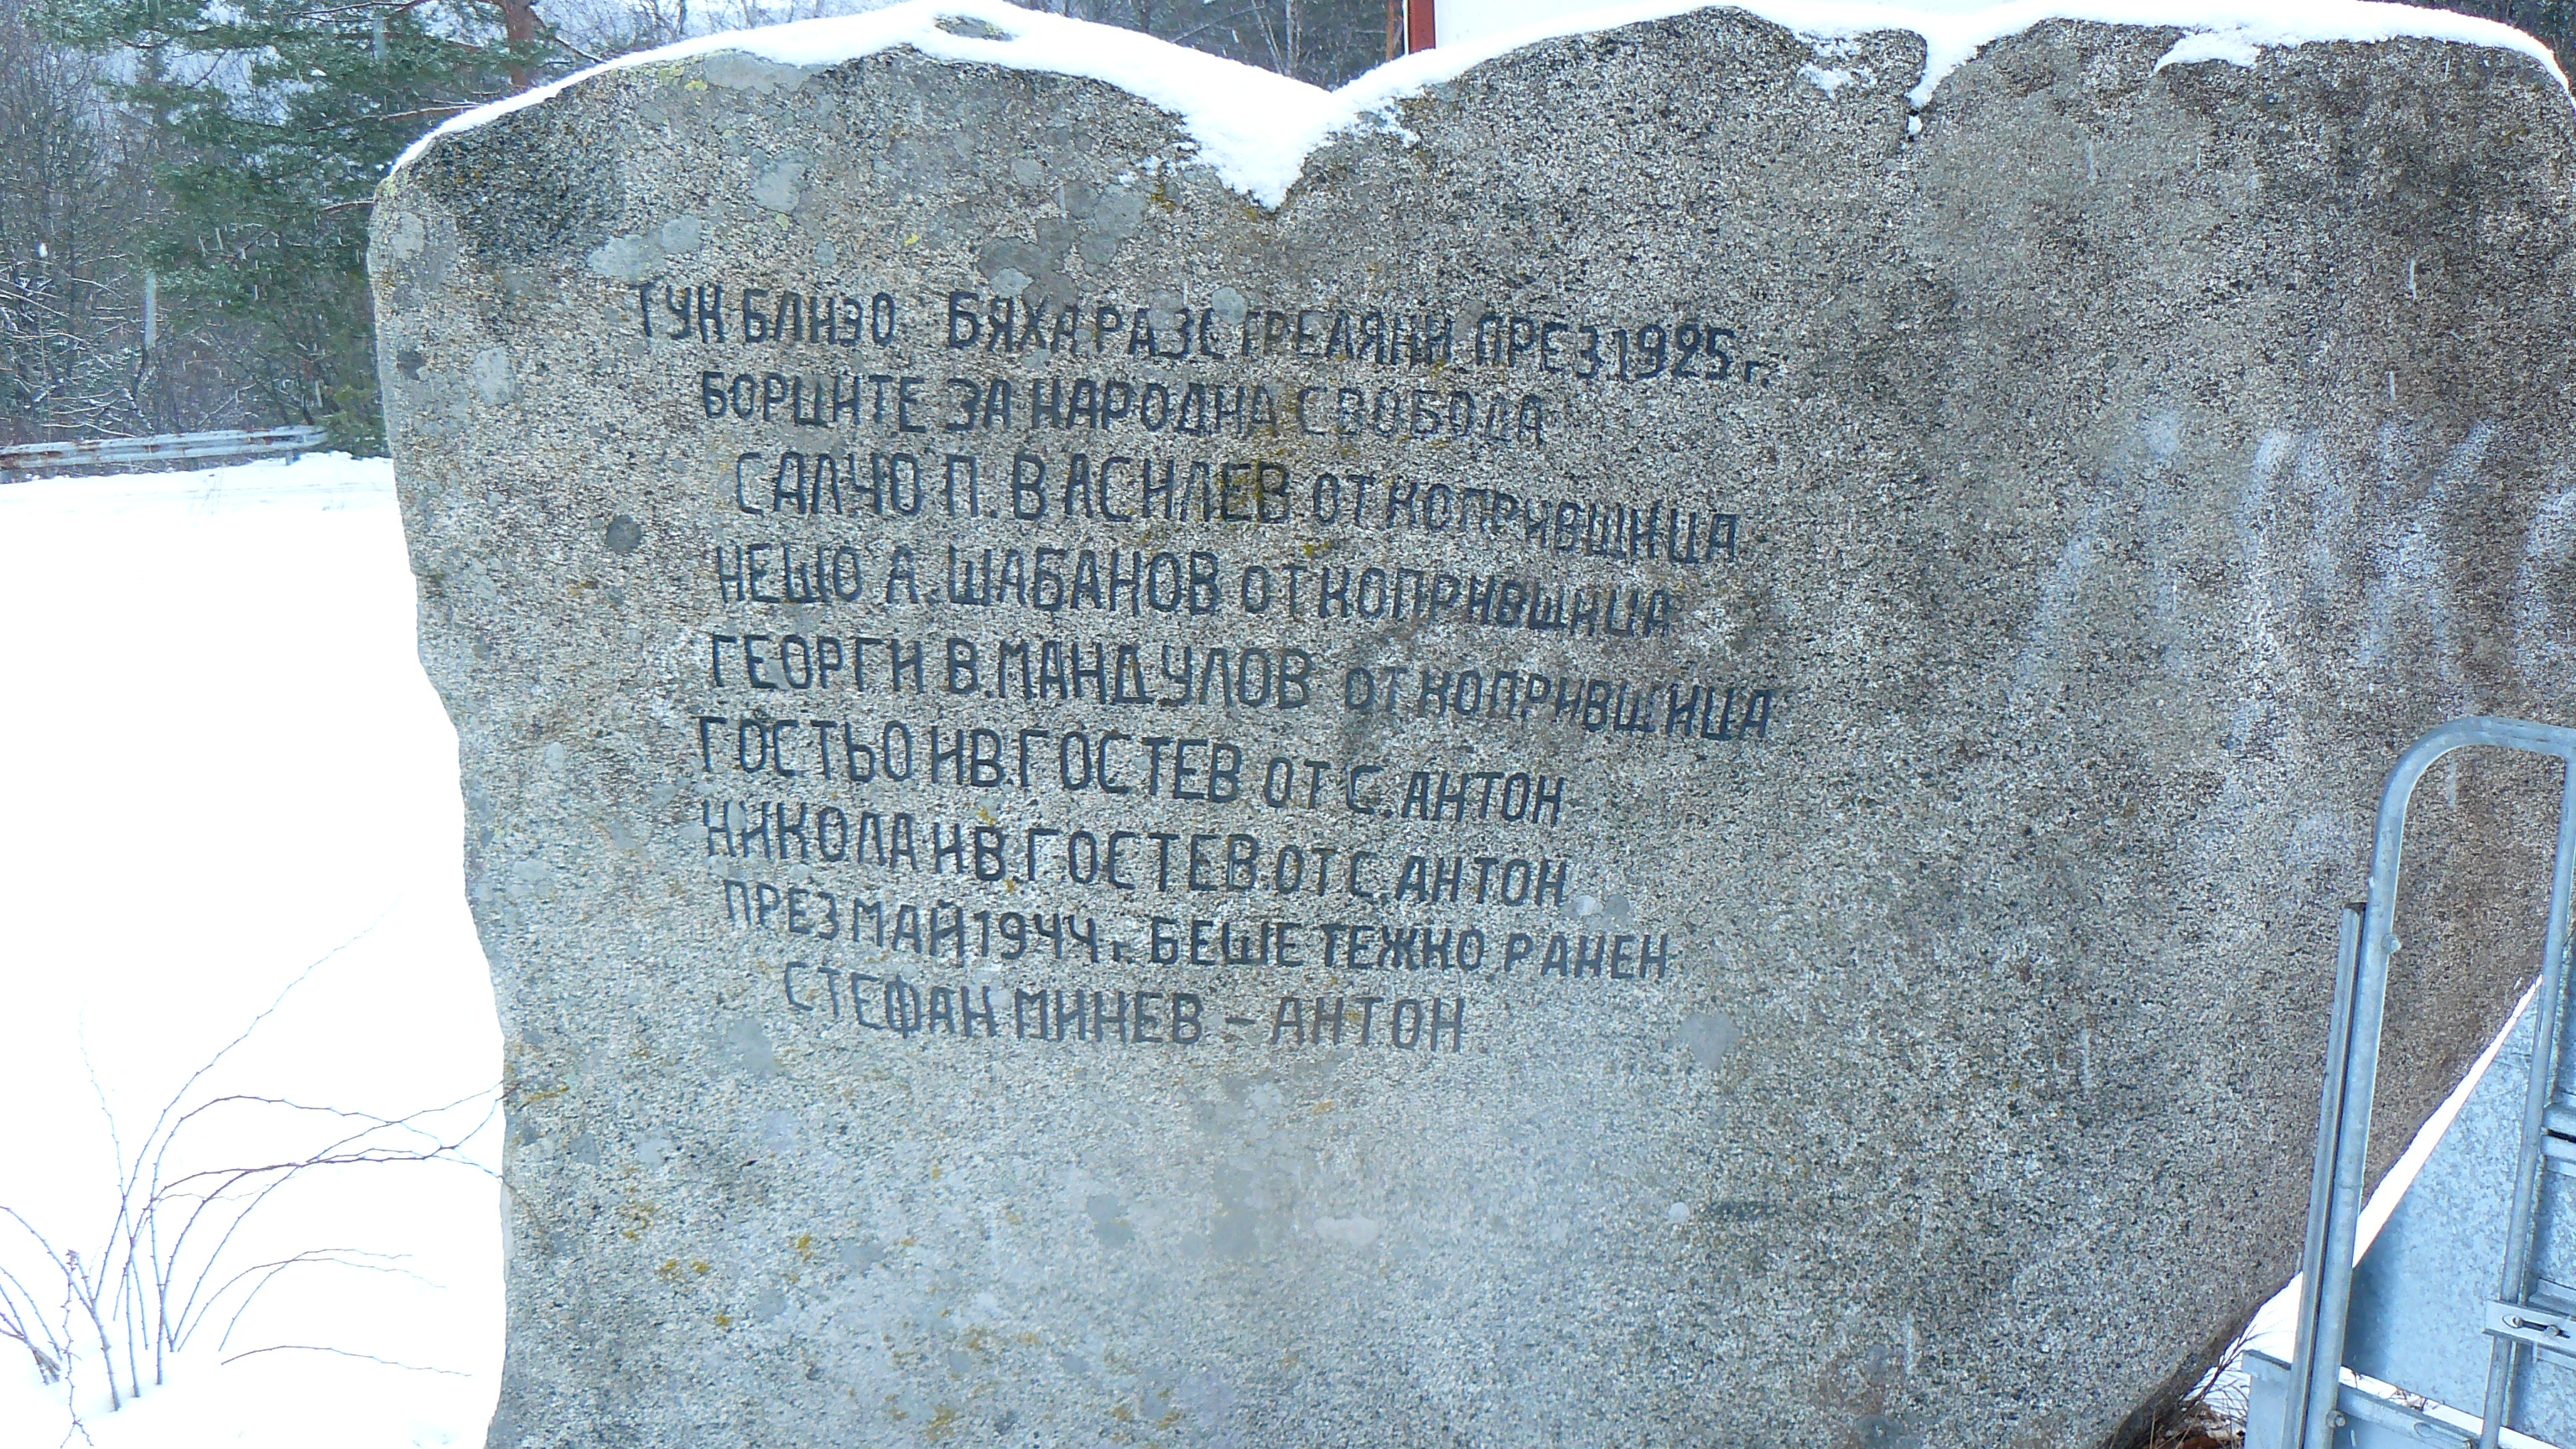 ТУК БЛИЗО БЯХА РАЗСТРЕЛЯНИ ПРЕЗ 1925 г.
БОРЦИТЕ ЗА НАРОДНА СВОБОДА
САЛЧО П. ВАСИЛЕВ ОТ КОПРИВЩИЦА
НЕШО А. ШАБАНОВ ОТ КОПРИВЩИЦА
ГЕОРГИ В. МАНДУЛОВ ОТ КОПРИВЩИЦА
ГОСТЬО ИВ. ГОСТЕВ ОТ С. АНТОН
НИКОЛА ИВ. ГОСТЕВ ОТ С. АНТОН
ПРЕЗ МАЙ 1944 г. БЕШЕ ТЕЖКО РАНЕН
СТЕФАН МИНЕВ – АНТОН